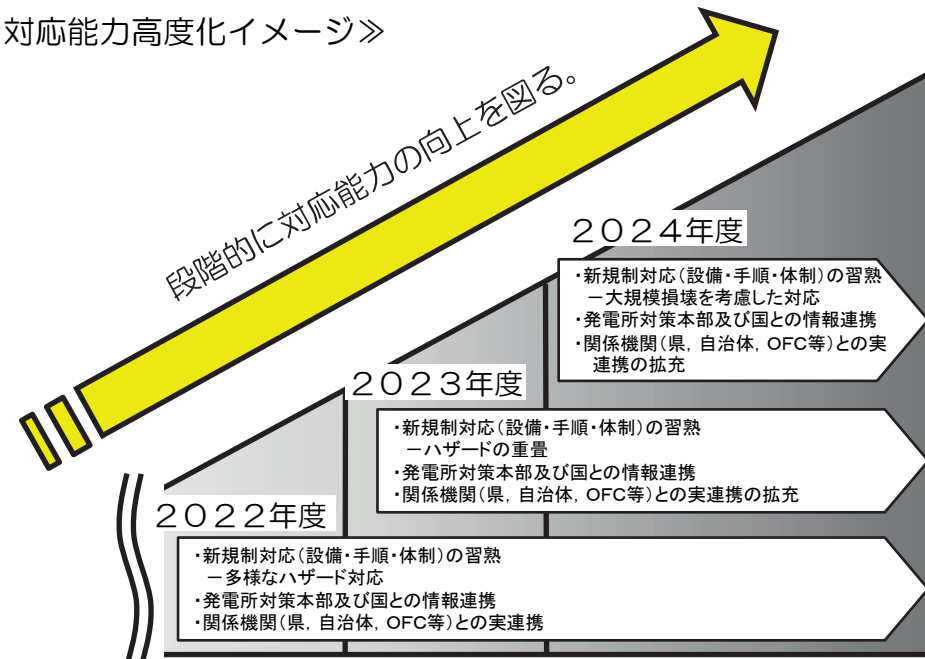 対応能力高度化イメージ≫
段階的に対応能力の向上を図る。
２０２４年度
・新規制対応（設備・手順・体制）の習熟
－大規模損壊を考慮した対応
・発電所対策本部及び国との情報連携
・関係機関（県，自治体，OFC等）との実
連携の拡充
２０２３年度
・新規制対応（設備・手順・体制）の習熟
－ハザードの重畳
・発電所対策本部及び国との情報連携
・関係機関（県，自治体，OFC等）との実連携の拡充
２０２２年度
・新規制対応（設備・手順・体制）の習熟
－多様なハザード対応
・発電所対策本部及び国との情報連携
・関係機関（県，自治体，OFC等）との実連携